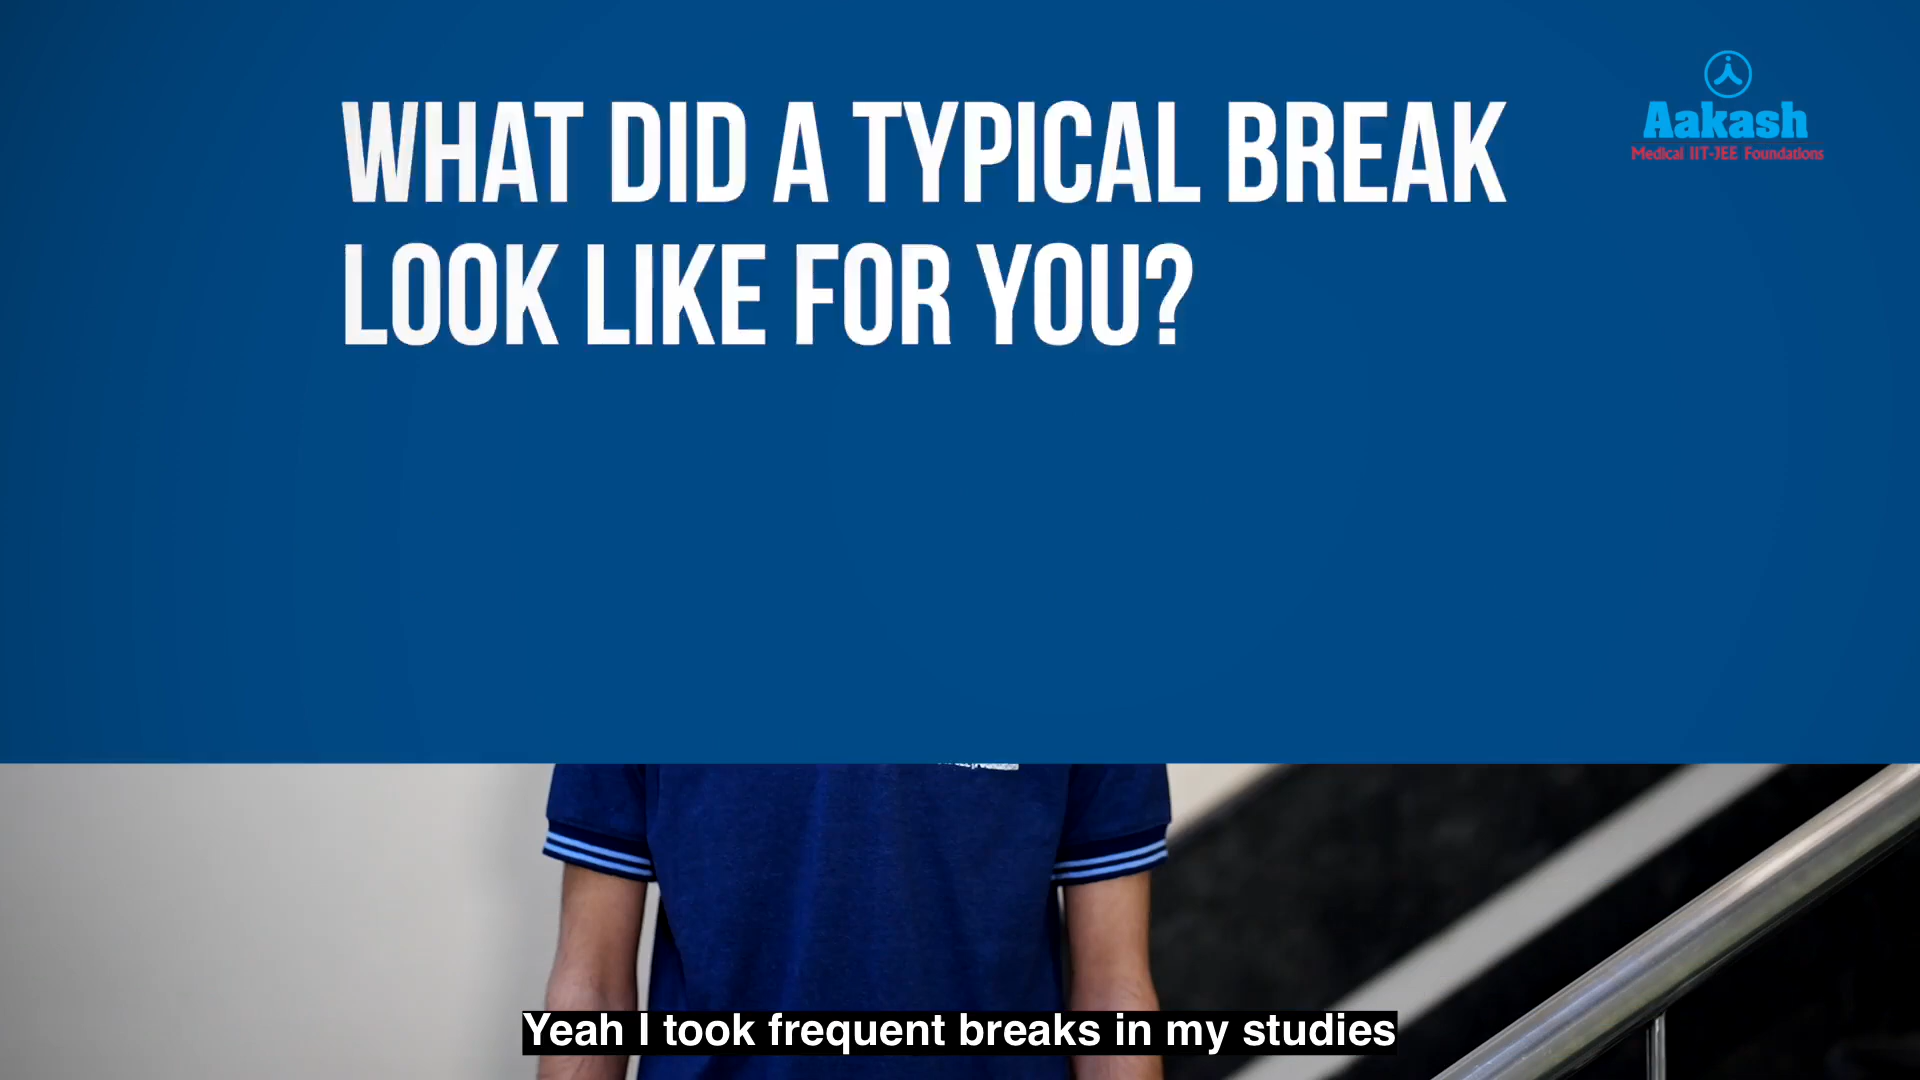 WHAT DID A TYPICAL BREAK
LOOK LIKE FOR YOU?
Aakash
Medical IIT-JEE Foundations
Yeah I took frequent breaks in my studies